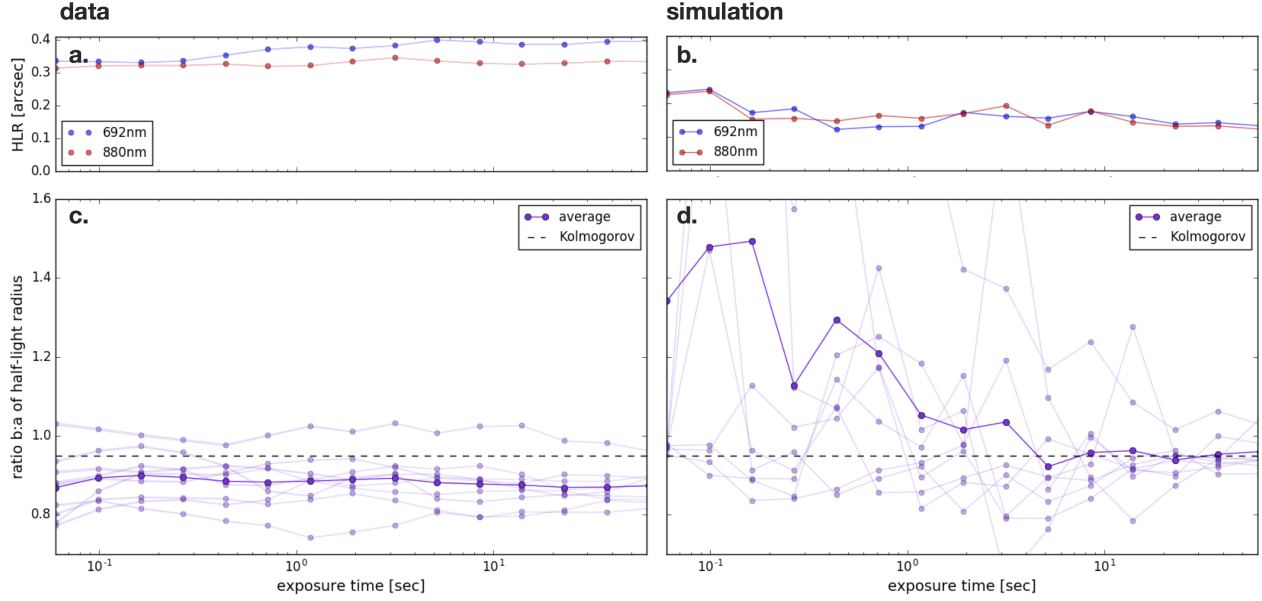 data
simulation
a.
b.
HLR [arcsec]
0.4
0.3
0.2
0.1
0.0
692nm
880nm
692nm
880nm
c.
d.
ratio b:a of half-light radius
1.6
1.4
1.2
1.0
0.8
average
Kolmogorov
average
Kolmogorov
10⁻¹
10⁰
10¹
10⁻¹
10⁰
10¹
exposure time [sec]
exposure time [sec]